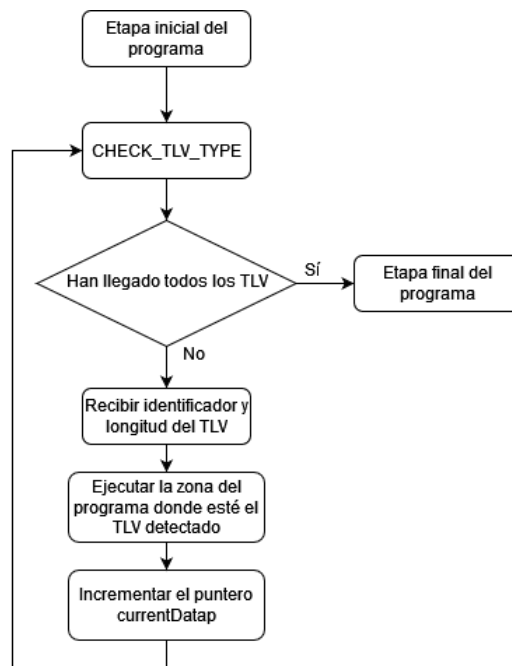 Etapa inicial del
programa
CHECK_TLV_TYPE
Han llegado todos los TLV
Sí
Etapa final del
programa
No
Recibir identificador y
longitud del TLV
Ejecutar la zona del
programa donde esté el
TLV detectado
Incrementar el puntero
currentDatap